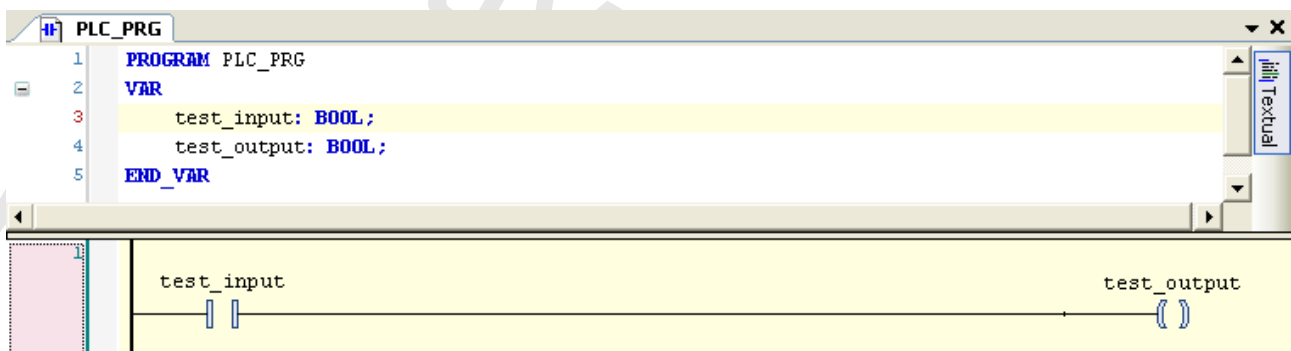 PLC_PRG
1 PROGRAM PLC_PRG
2 VAR
3 test_input: BOOL;
4 test_output: BOOL;
5 END_VAR
Textual
1
test_input
test_output